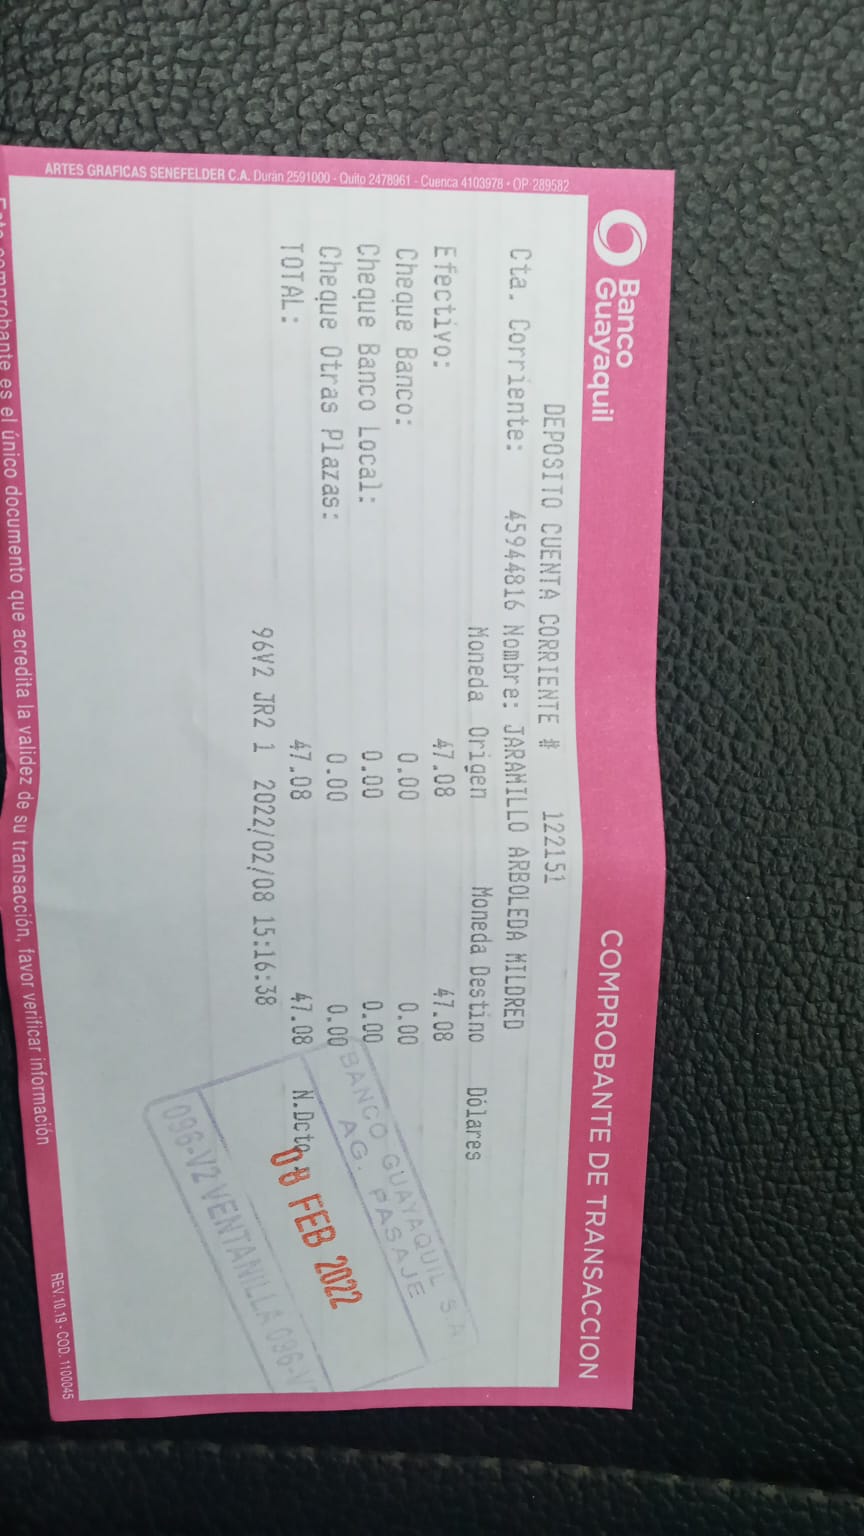 Banco
Guayaquil
COMPROBANTE DE TRANSACCION
DEPOSITO CUENTA CORRIENTE # 122151
Cta. Corriente: 45944816 Nombre: JARAMILLO ARBOLEDA MILDRED
Moneda Origen Moneda Destino Dólares
Efectivo: 47.08 47.08
Cheque Banco: 0.00 0.00
Cheque Banco Local: 0.00 0.00
Cheque Otras Plazas: 0.00 0.00
TOTAL: 47.08 47.08 N.Dcto
96V2 JR2 1 2022/02/08 15:16:38
BANCO GUAYAQUIL S.A
AG. PASAJE
08 FEB 2022
096-V2 VENTANILLA 096-V
ARTES GRAFICAS SENEFELDER C.A. Durán 2591000 - Quito 2478961 - Cuenca 4103978 • OP 289582
REV.10.19 - COD. 1100045
comprobante es el único documento que acredita la validez de su transacción, favor verificar información